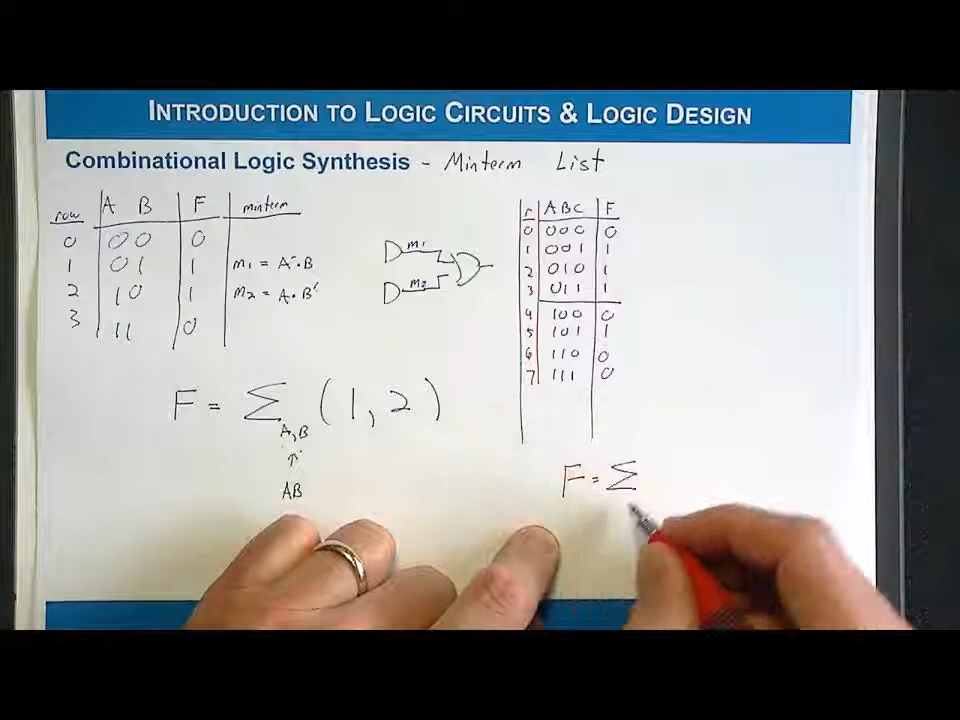 INTRODUCTION TO LOGIC CIRCUITS & LOGIC DESIGN
Combinational Logic Synthesis - Minterm List
row A B F minterm
0 00 0
1 01 1 m1 = A'·B
2 10 1 m2 = A·B'
3 11 0
m1
m2
F = Σ A,B (1, 2)
↑
AB
r ABC F
0 000 0
1 001 1
2 010 1
3 011 1
4 100 0
5 101 1
6 110 0
7 111 0
F = Σ